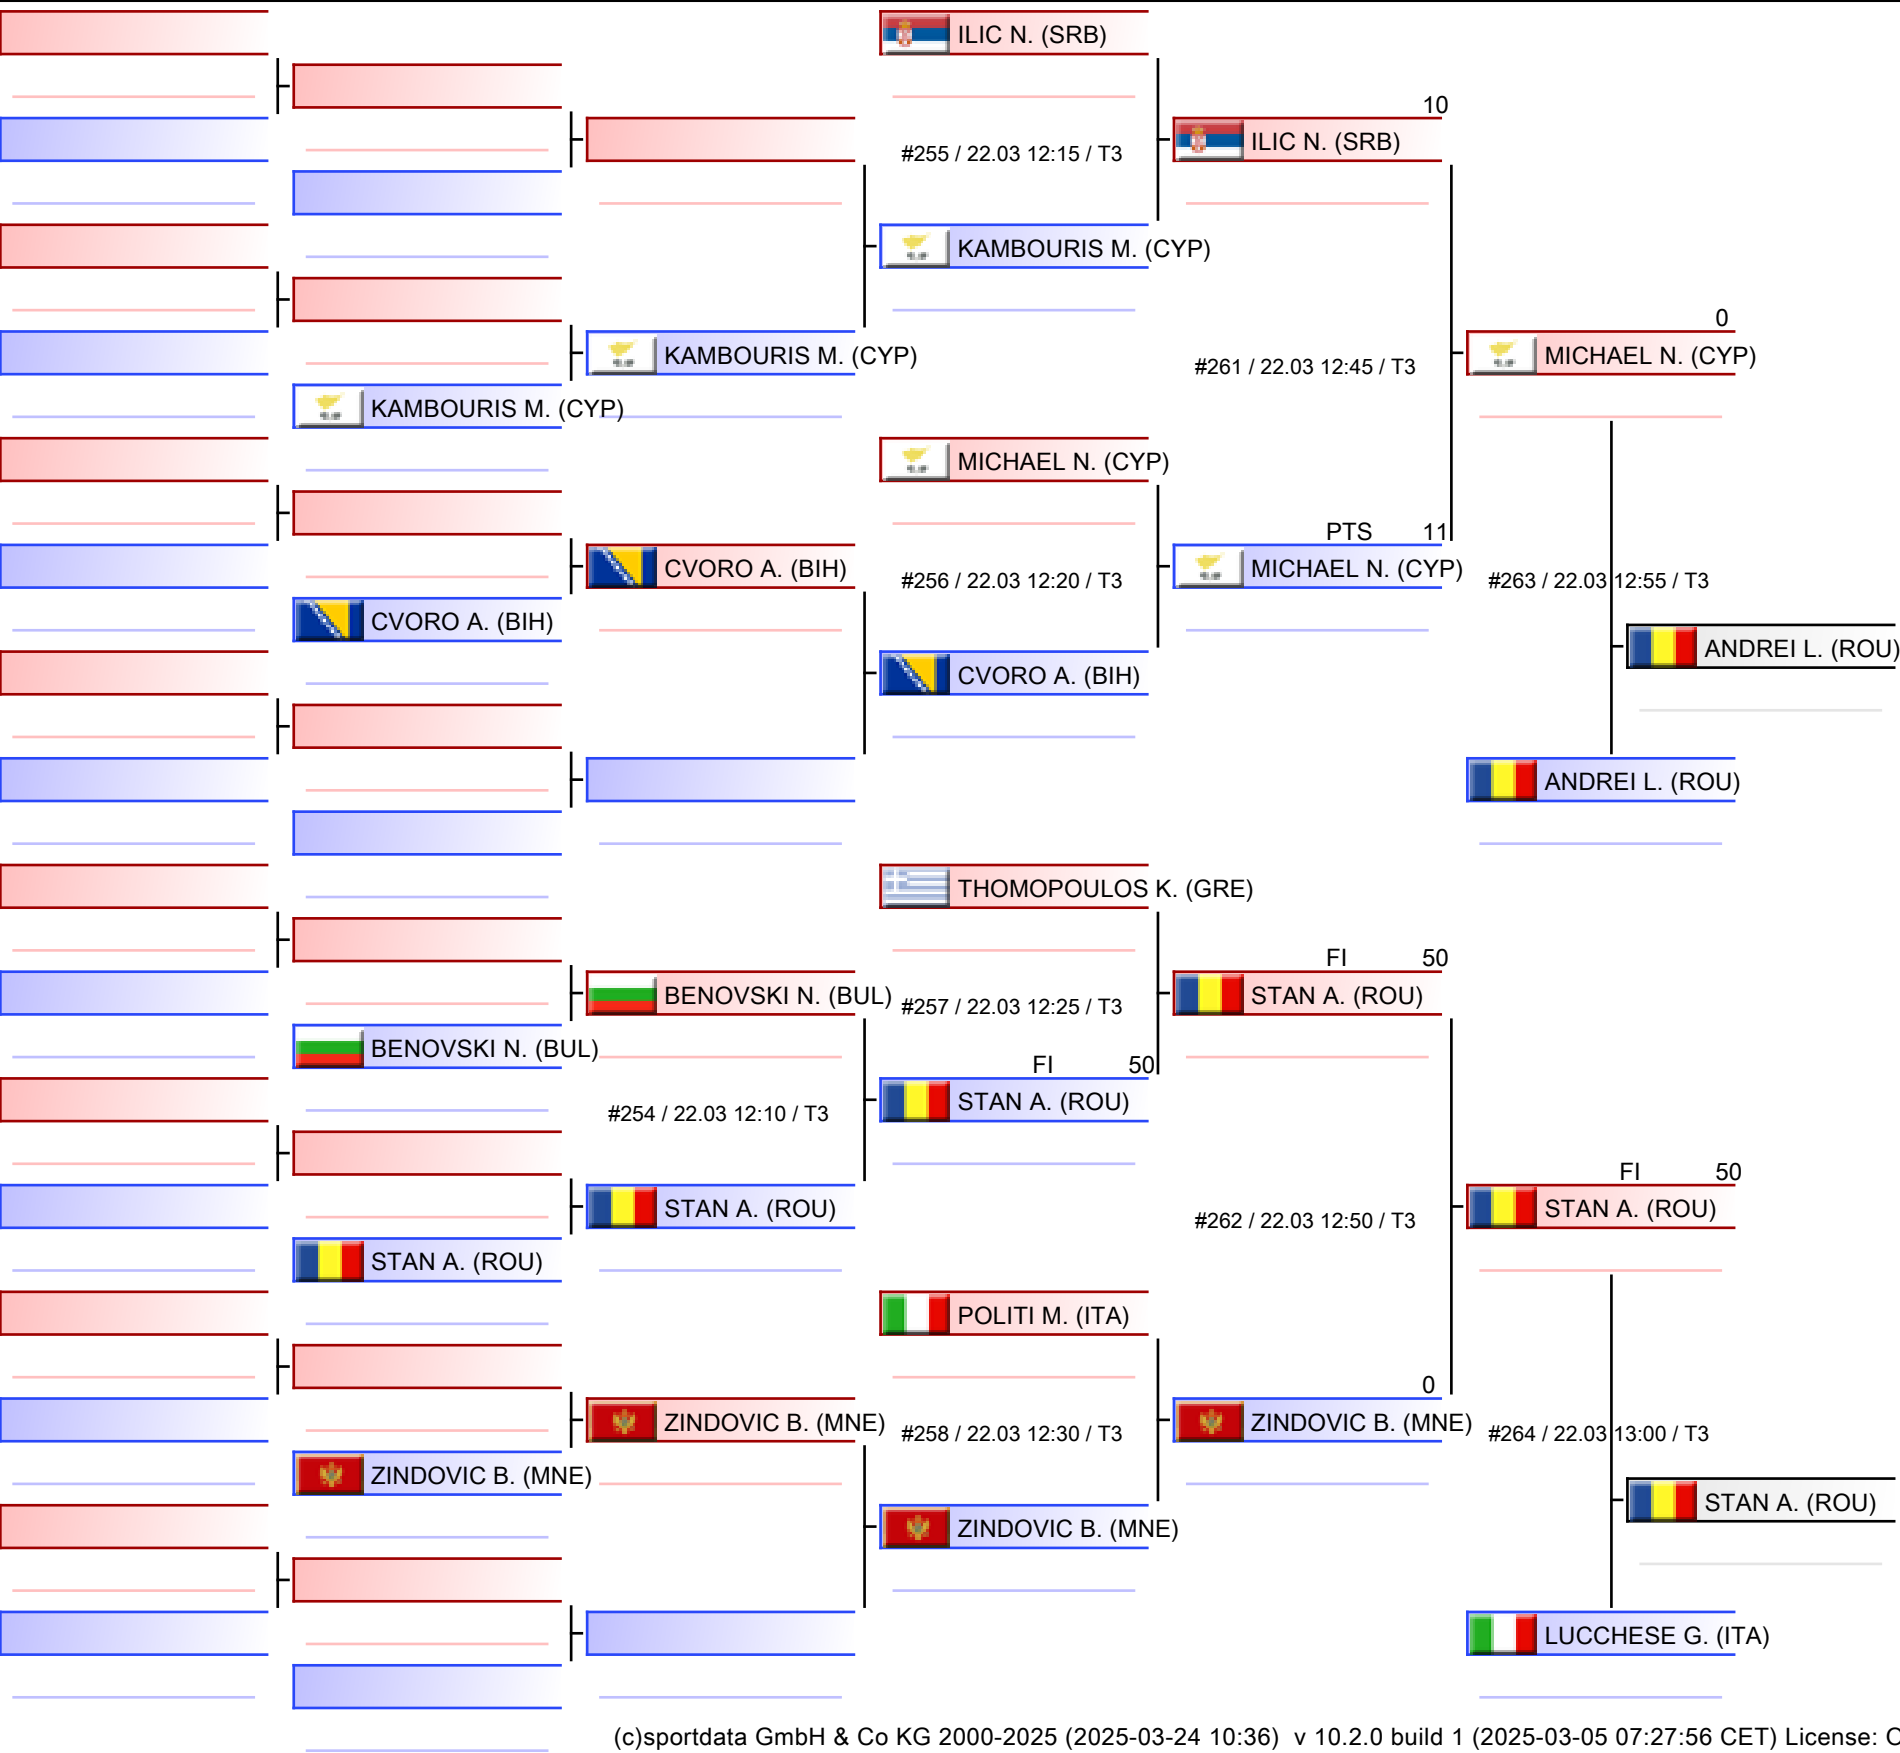 ILIC N. (SRB)
10
ILIC N. (SRB)
#255 / 22.03 12:15 / T3
KAMBOURIS M. (CYP)
0
KAMBOURIS M. (CYP)
#261 / 22.03 12:45 / T3
MICHAEL N. (CYP)
KAMBOURIS M. (CYP)
MICHAEL N. (CYP)
PTS 11
CVORO A. (BIH)
#256 / 22.03 12:20 / T3
MICHAEL N. (CYP)
#263 / 22.03 12:55 / T3
CVORO A. (BIH)
ANDREI L. (ROU)
CVORO A. (BIH)
ANDREI L. (ROU)
THOMOPOULOS K. (GRE)
FI 50
BENOVSKI N. (BUL)
#257 / 22.03 12:25 / T3
STAN A. (ROU)
BENOVSKI N. (BUL)
FI 50
#254 / 22.03 12:10 / T3
STAN A. (ROU)
FI 50
STAN A. (ROU)
#262 / 22.03 12:50 / T3
STAN A. (ROU)
STAN A. (ROU)
POLITI M. (ITA)
0
ZINDOVIC B. (MNE)
#258 / 22.03 12:30 / T3
ZINDOVIC B. (MNE)
#264 / 22.03 13:00 / T3
ZINDOVIC B. (MNE)
STAN A. (ROU)
ZINDOVIC B. (MNE)
LUCCHESE G. (ITA)
(c)sportdata GmbH & Co KG 2000-2025 (2025-03-24 10:36) v 10.2.0 build 1 (2025-03-05 07:27:56 CET) License: